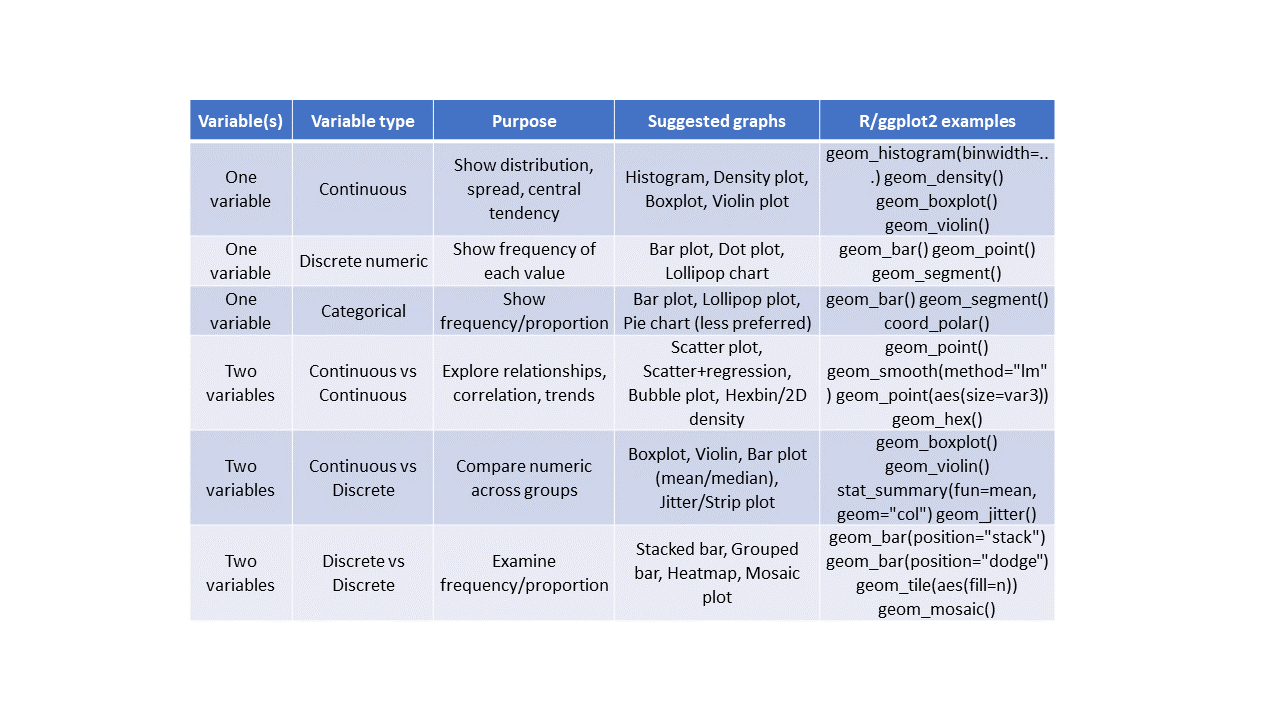 Variable(s) Variable type Purpose Suggested graphs R/ggplot2 examples
One
variable
Continuous
Show distribution,
spread, central
tendency
Histogram, Density plot,
Boxplot, Violin plot
geom_histogram(binwidth=..
.) geom_density()
geom_boxplot()
geom_violin()
One
variable
Discrete numeric
Show frequency of
each value
Bar plot, Dot plot,
Lollipop chart
geom_bar() geom_point()
geom_segment()
One
variable
Categorical
Show
frequency/proportion
Bar plot, Lollipop plot,
Pie chart (less preferred)
geom_bar() geom_segment()
coord_polar()
Two
variables
Continuous vs
Continuous
Explore relationships,
correlation, trends
Scatter plot,
Scatter+regression,
Bubble plot, Hexbin/2D
density
geom_point()
geom_smooth(method="lm"
) geom_point(aes(size=var3))
geom_hex()
Two
variables
Continuous vs
Discrete
Compare numeric
across groups
Boxplot, Violin, Bar plot
(mean/median),
Jitter/Strip plot
geom_boxplot()
geom_violin()
stat_summary(fun=mean,
geom="col") geom_jitter()
Two
variables
Discrete vs
Discrete
Examine
frequency/proportion
Stacked bar, Grouped
bar, Heatmap, Mosaic
plot
geom_bar(position="stack")
geom_bar(position="dodge")
geom_tile(aes(fill=n))
geom_mosaic()